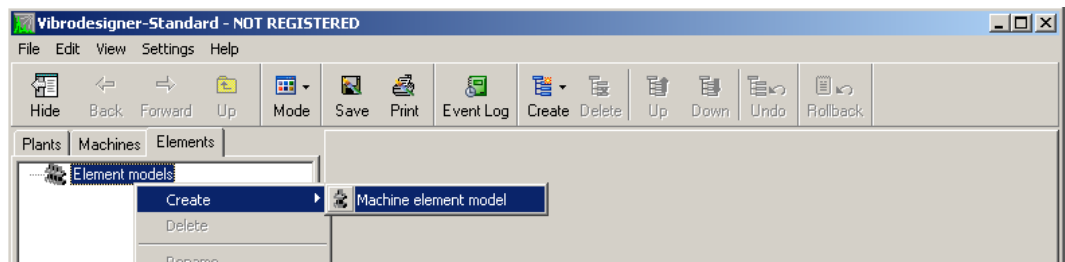 Vibrodesigner-Standard - NOT REGISTERED
File Edit View Settings Help
Hide Back Forward Up Mode Save Print Event Log Create Delete Up Down Undo Rollback
Plants Machines Elements
Element models
Create Machine element model
Delete
Rename